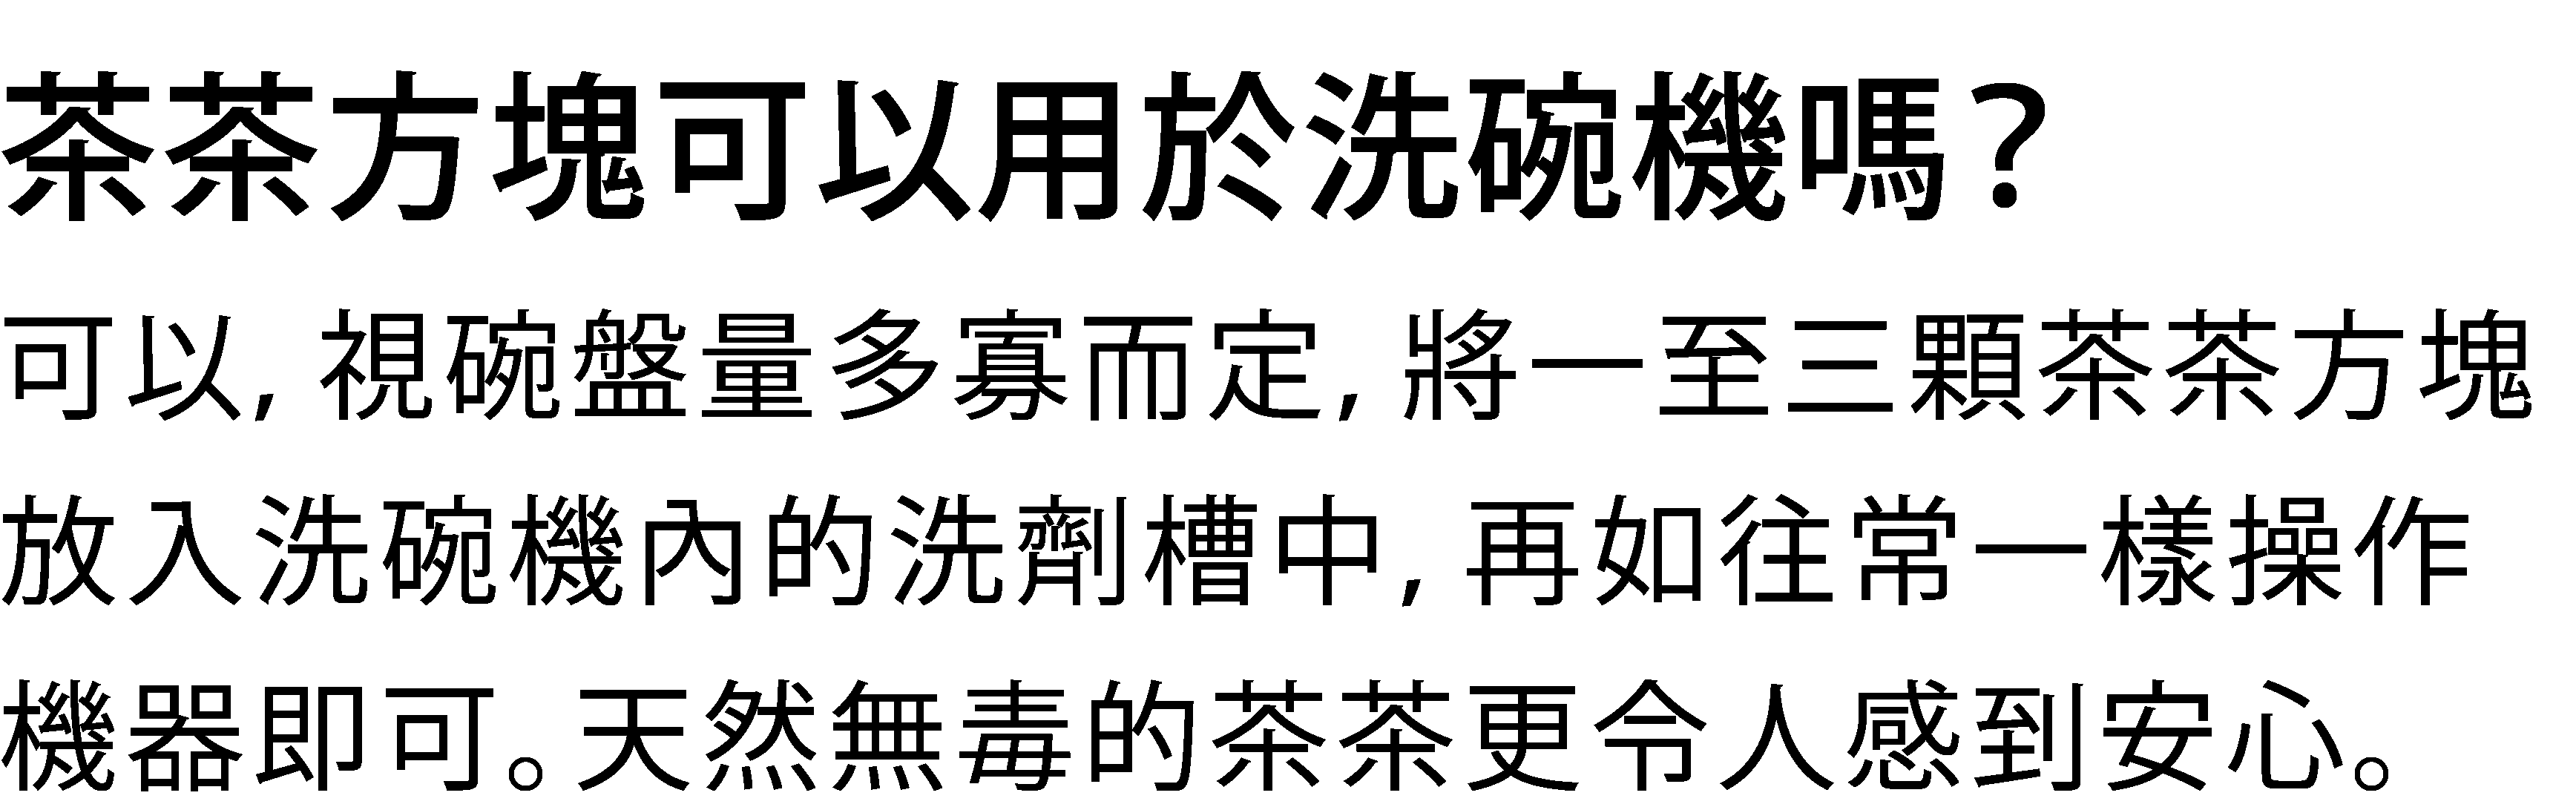 茶茶方塊可以用於洗碗機嗎？
可以, 視碗盤量多寡而定, 將一至三顆茶茶方塊
放入洗碗機內的洗劑槽中, 再如往常一樣操作
機器即可。天然無毒的茶茶更令人感到安心。